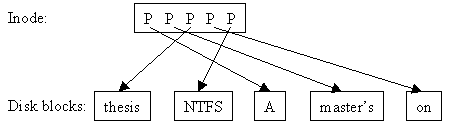 Inode: P P P P P
Disk blocks: thesis NTFS A master's on